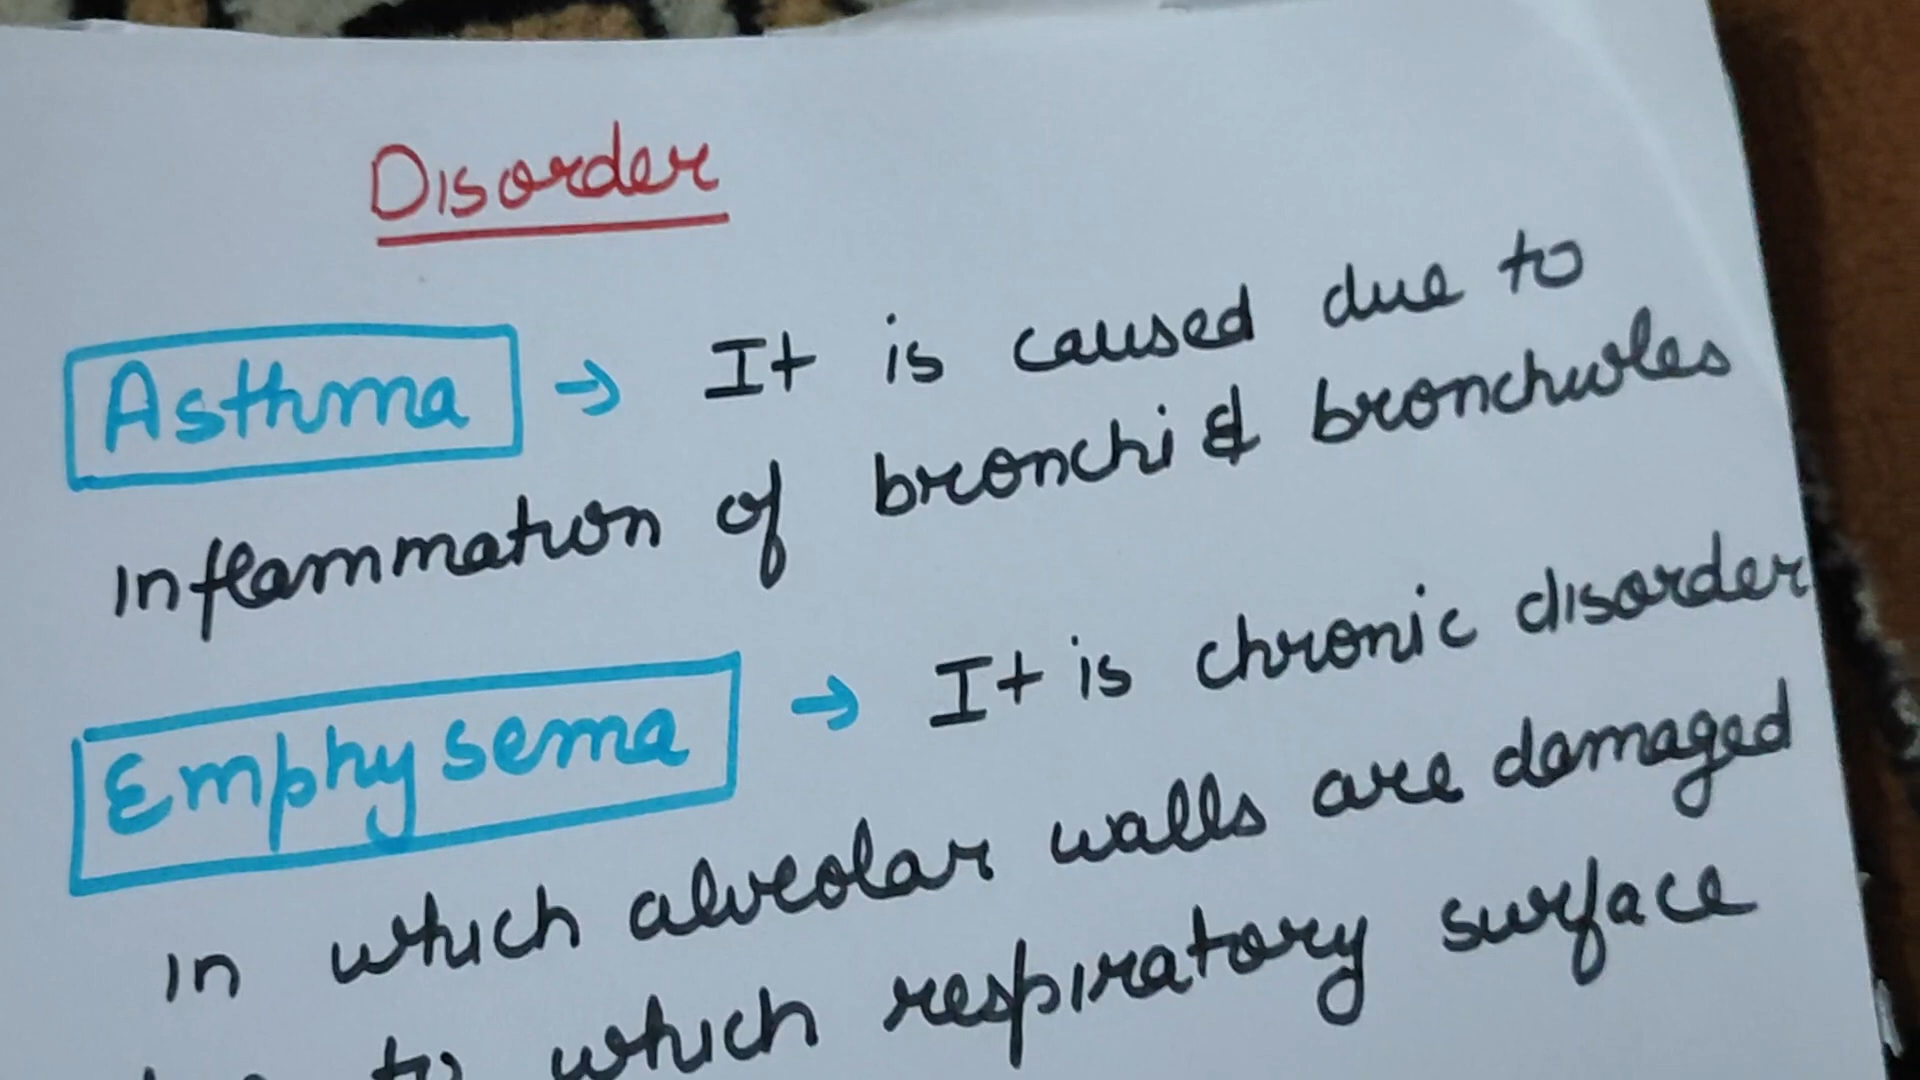 Disorder
Asthma → It is caused due to
inflammation of bronchi & bronchioles
Emphysema → It is chronic disorder
in which alveolar walls are damaged
to which respiratory surface